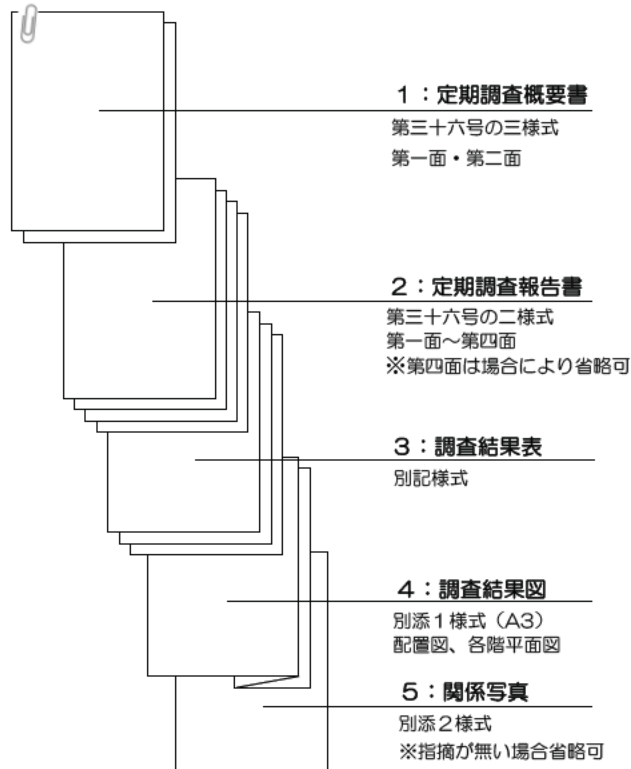 1：定期調査概要書
第三十六号の三様式
第一面・第二面
2：定期調査報告書
第三十六号の二様式
第一面～第四面
※第四面は場合により省略可
3：調査結果表
別記様式
4：調査結果図
別添1様式（A3）
配置図、各階平面図
5：関係写真
別添2様式
※指摘が無い場合省略可